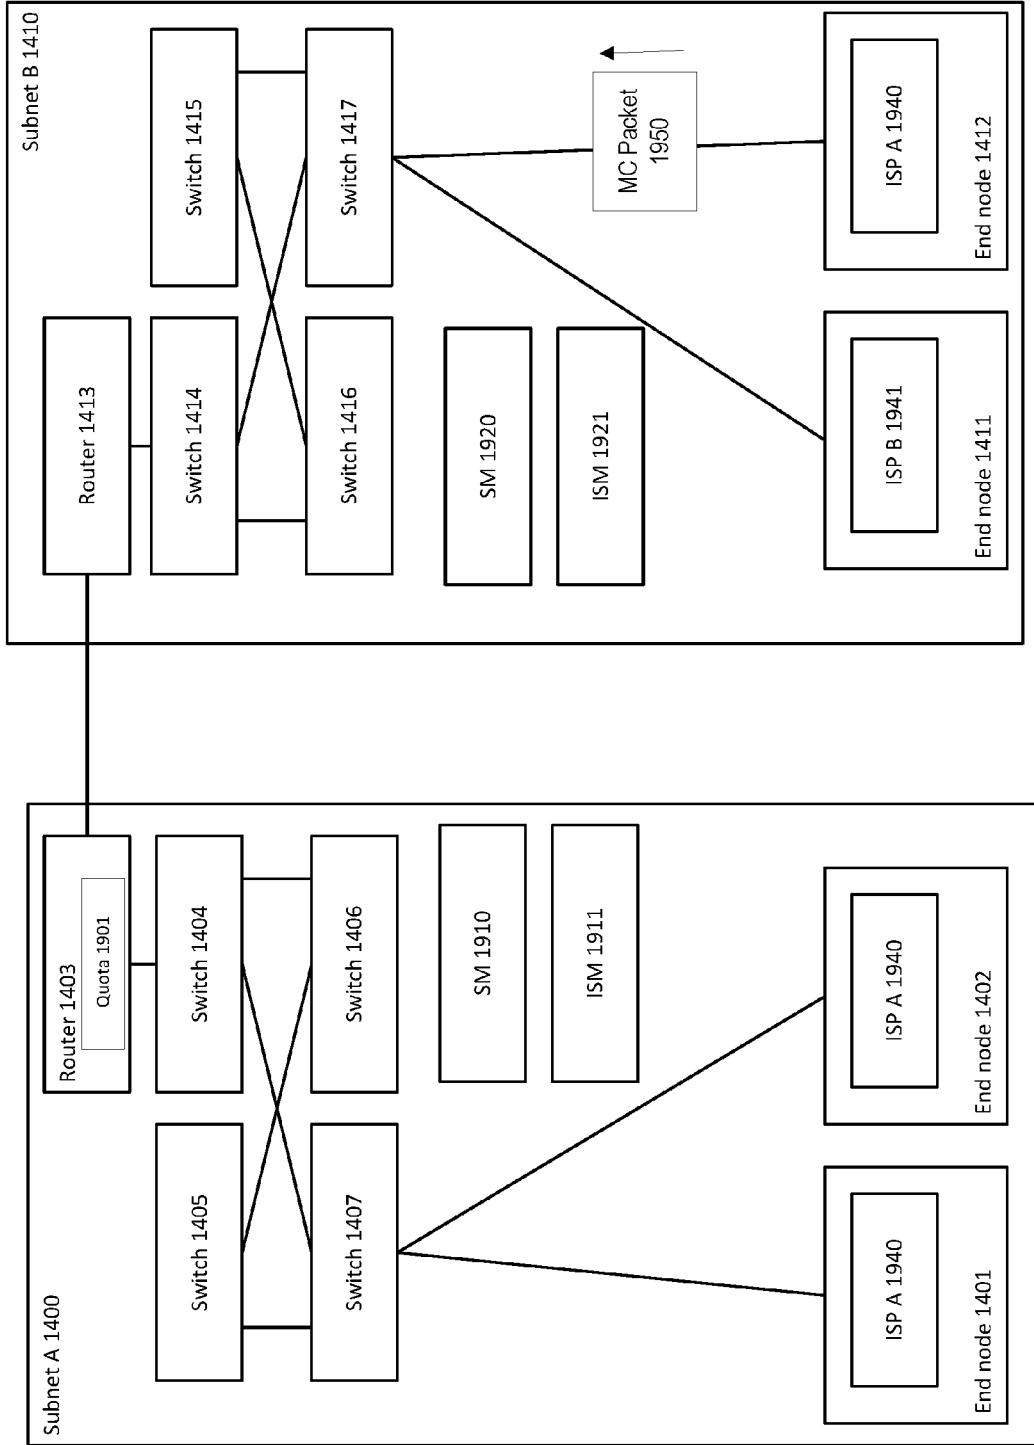 Subnet A 1400
Router 1403
Quota 1901
Switch 1405
Switch 1404
Switch 1407
Switch 1406
SM 1910
ISM 1911
ISP A 1940
End node 1401
ISP A 1940
End node 1402
Subnet B 1410
Router 1413
Switch 1414
Switch 1415
Switch 1416
Switch 1417
SM 1920
ISM 1921
MC Packet
1950
ISP B 1941
End node 1411
ISP A 1940
End node 1412